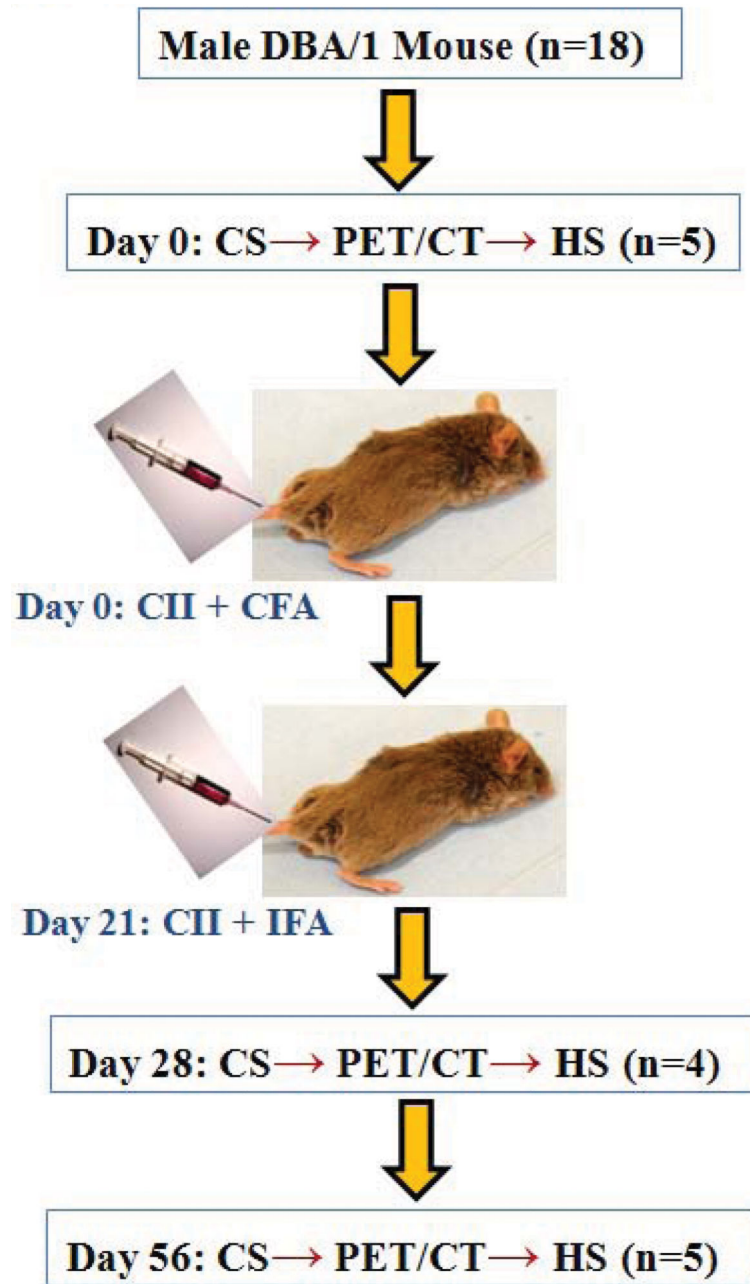 Male DBA/1 Mouse (n=18)
Day 0: CS→ PET/CT→ HS (n=5)
Day 0: CII + CFA
Day 21: CII + IFA
Day 28: CS→ PET/CT→ HS (n=4)
Day 56: CS→ PET/CT→ HS (n=5)